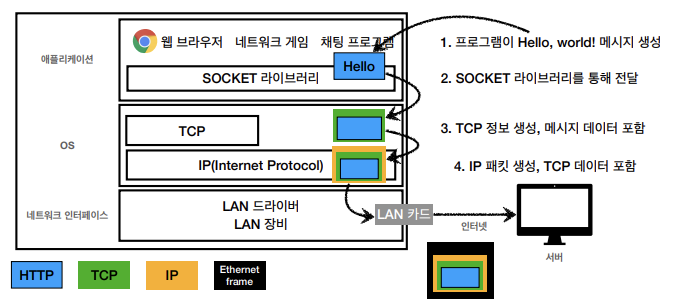 애플리케이션
웹 브라우저 네트워크 게임 채팅 프로그램
Hello
SOCKET 라이브러리
1. 프로그램이 Hello, world! 메시지 생성
2. SOCKET 라이브러리를 통해 전달
OS
TCP
IP(Internet Protocol)
3. TCP 정보 생성, 메시지 데이터 포함
4. IP 패킷 생성, TCP 데이터 포함
네트워크 인터페이스
LAN 드라이버
LAN 장비
LAN 카드
인터넷
서버
HTTP
TCP
IP
Ethernet
frame